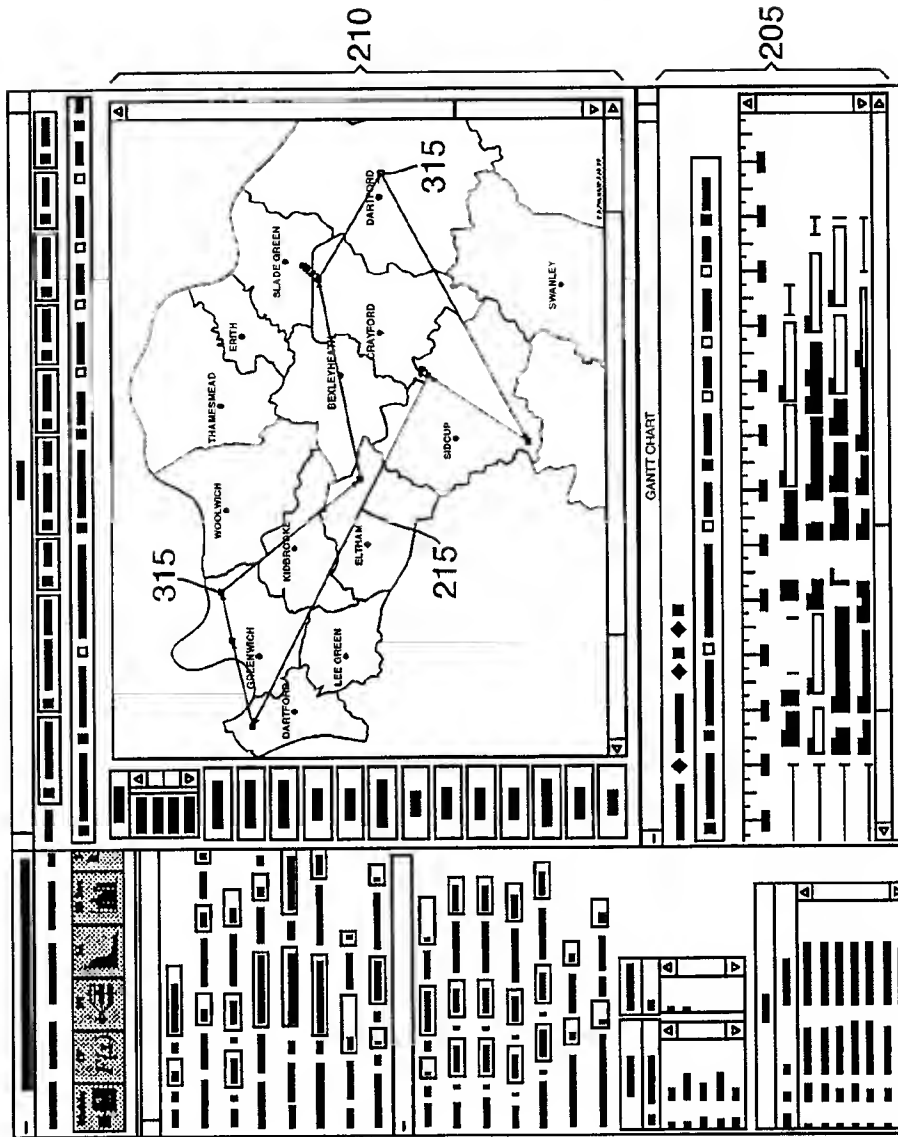 210
205
315
315
215
THAMESMEAD
ERITH
SLADE GREEN
DARTFORD
WOOLWICH
BEXLEYHEATH
CRAYFORD
GREENWICH
KIDBROOKE
ELTHAM
SIDCUP
SWANLEY
DARTFORD
LEE GREEN
GANTT CHART